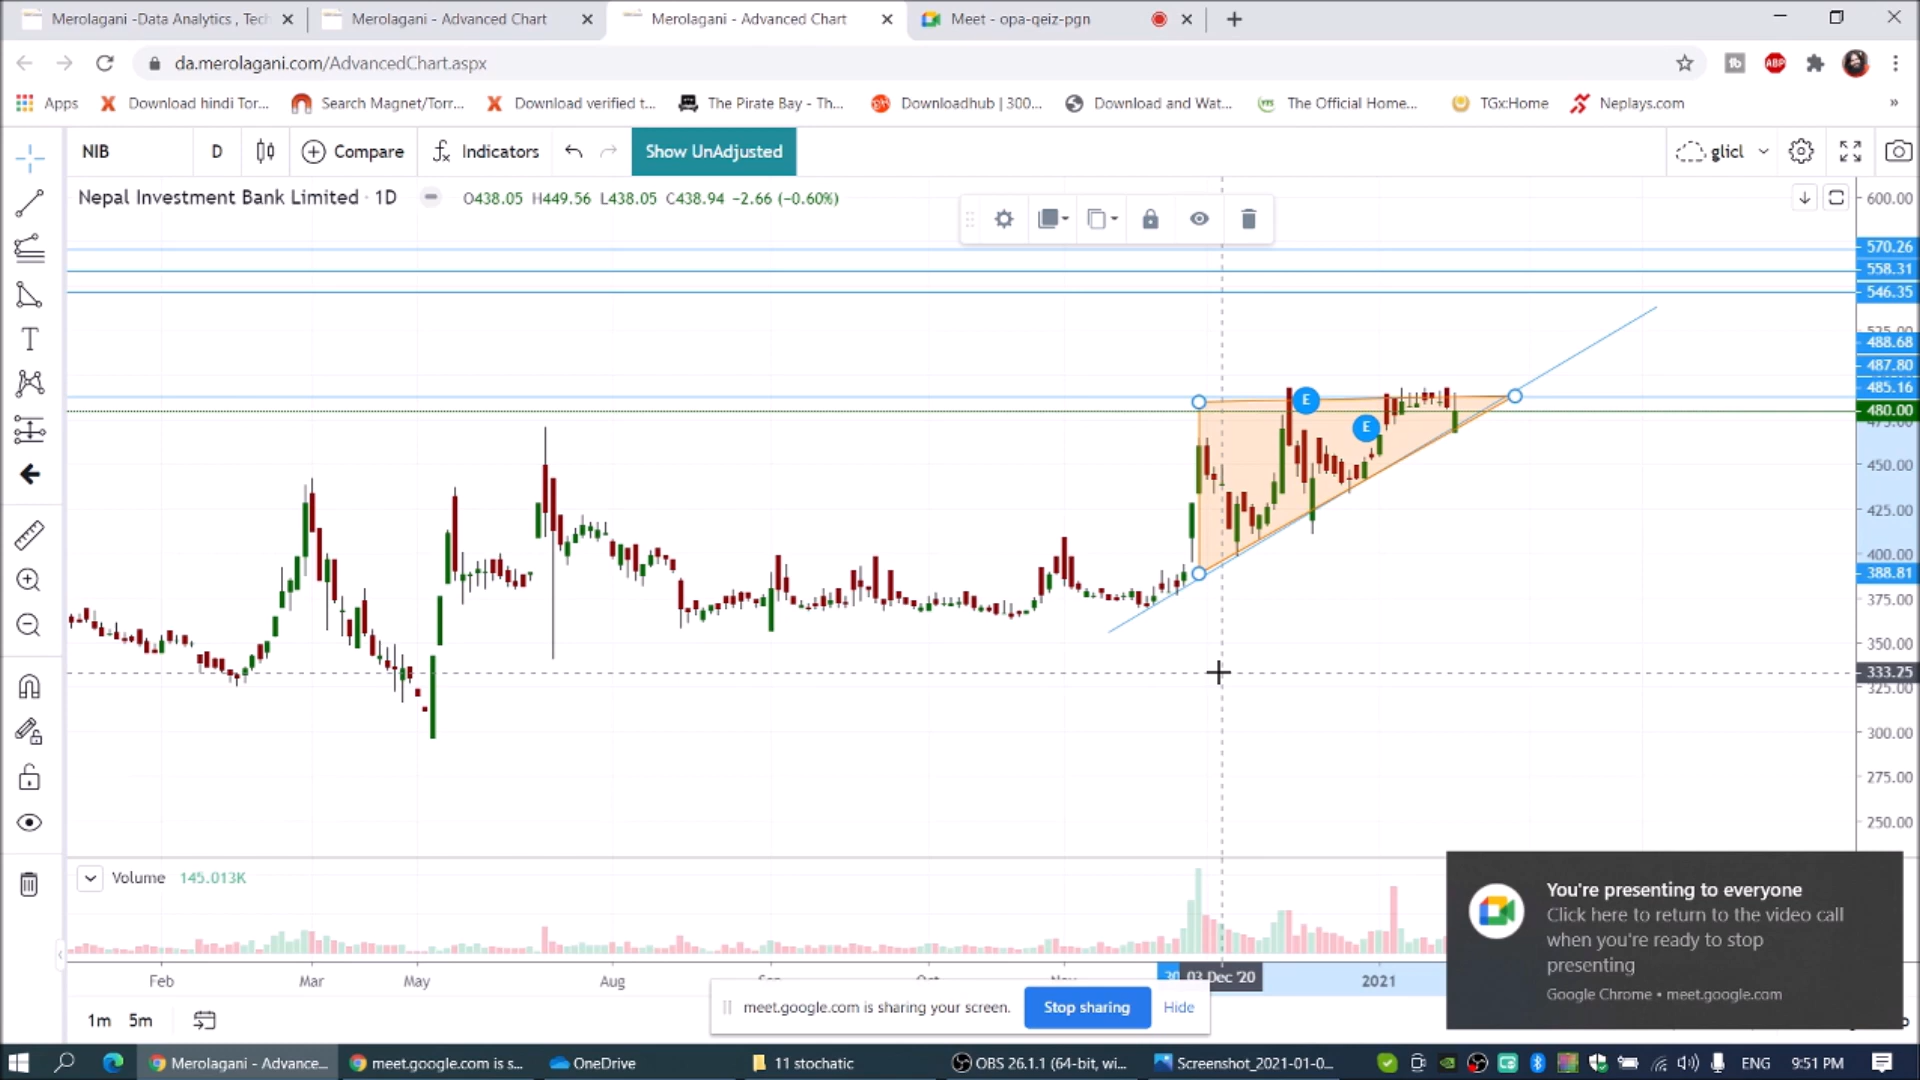 Merolagani -Data Analytics , Tech
Merolagani - Advanced Chart
Merolagani - Advanced Chart
Meet - opa-qeiz-pgn
da.merolagani.com/AdvancedChart.aspx
Apps
Download hindi Tor...
Search Magnet/Torr...
Download verified t...
The Pirate Bay - Th...
Downloadhub | 300...
Download and Wat...
The Official Home...
TGx:Home
Neplays.com
»
NIB
D
Compare
Indicators
Show UnAdjusted
glicl
Nepal Investment Bank Limited · 1D
O438.05 H449.56 L438.05 C438.94 −2.66 (−0.60%)
600.00
570.26
558.31
546.35
525.00
488.68
487.80
485.16
480.00
475.00
450.00
425.00
400.00
388.81
375.00
350.00
333.25
325.00
300.00
275.00
250.00
E
E
T
Volume 145.013K
Feb
Mar
May
Aug
Sep
Oct
Nov
30
03 Dec '20
2021
1m 5m
meet.google.com is sharing your screen.
Stop sharing
Hide
You're presenting to everyone
Click here to return to the video call
when you're ready to stop
presenting
Google Chrome • meet.google.com
Merolagani - Advance...
meet.google.com is s...
OneDrive
11 stochatic
OBS 26.1.1 (64-bit, wi...
Screenshot_2021-01-0...
ENG
9:51 PM